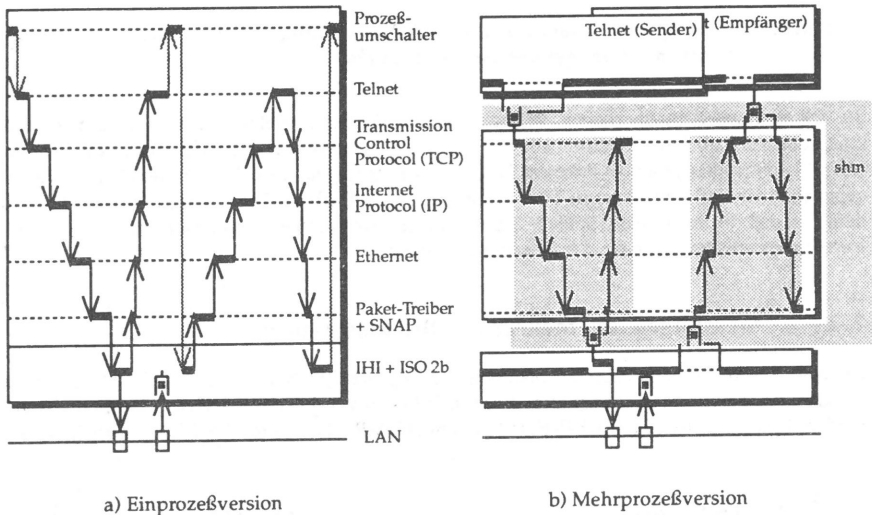 Prozeß-
umschalter
Telnet
Transmission
Control
Protocol (TCP)
Internet
Protocol (IP)
Ethernet
Paket-Treiber
+ SNAP
IHI + ISO 2b
LAN
a) Einprozeßversion
Telnet (Sender)
t (Empfänger)
shm
b) Mehrprozeßversion